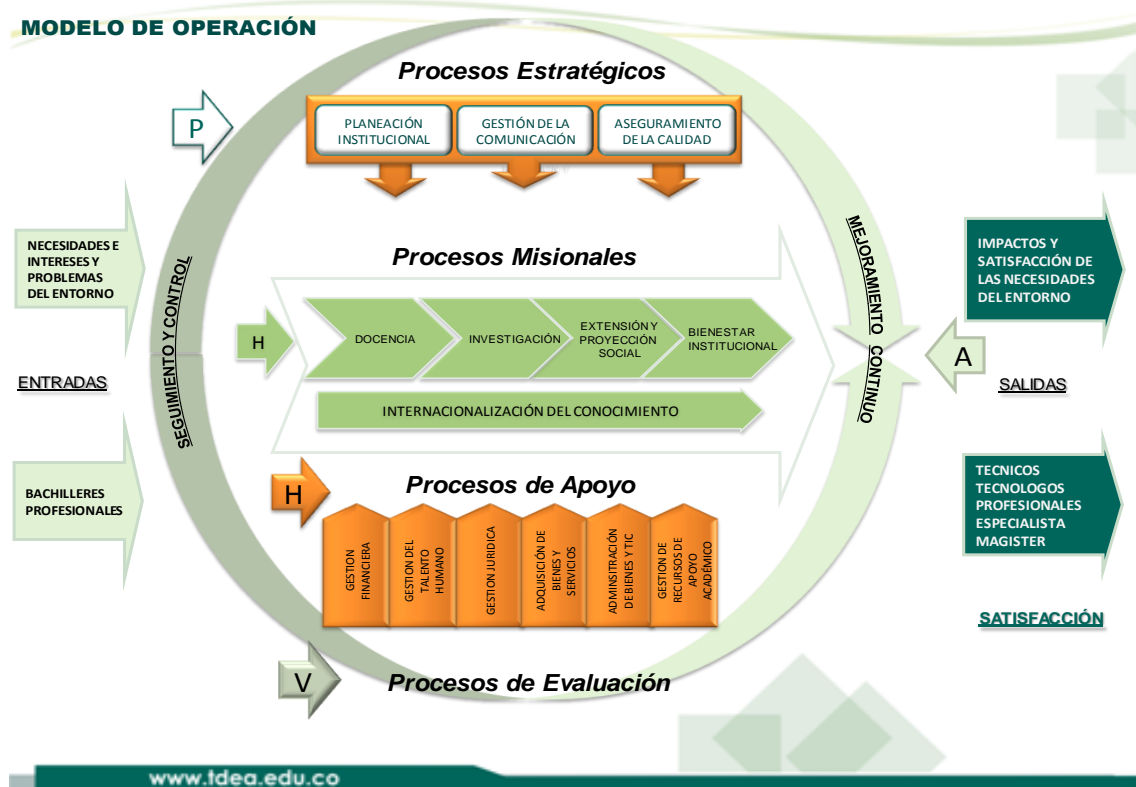 MODELO DE OPERACIÓN
Procesos Estratégicos
P
PLANEACIÓN
INSTITUCIONAL
GESTIÓN DE LA
COMUNICACIÓN
ASEGURAMIENTO
DE LA CALIDAD
NECESIDADES E
INTERESES Y
PROBLEMAS
DEL ENTORNO
ENTRADAS
BACHILLERES
PROFESIONALES
SEGUIMIENTO Y CONTROL
Procesos Misionales
H
DOCENCIA
INVESTIGACIÓN
EXTENSIÓN Y
PROYECCIÓN
SOCIAL
BIENESTAR
INSTITUCIONAL
INTERNACIONALIZACIÓN DEL CONOCIMIENTO
H
Procesos de Apoyo
GESTION
FINANCIERA
GESTION DEL
TALENTO
HUMANO
GESTION JURIDICA
ADQUISICIÓN DE
BIENES Y
SERVICIOS
ADMINSITRACIÓN
DE BIENES Y TIC
GESTIÓN DE
RECURSOS DE
APOYO
ACADÉMICO
V
Procesos de Evaluación
MEJORAMIENTO CONTINUO
A
IMPACTOS Y
SATISFACCIÓN DE
LAS NECESIDADES
DEL ENTORNO
SALIDAS
TECNICOS
TECNOLOGOS
PROFESIONALES
ESPECIALISTA
MAGISTER
SATISFACCIÓN
www.tdea.edu.co